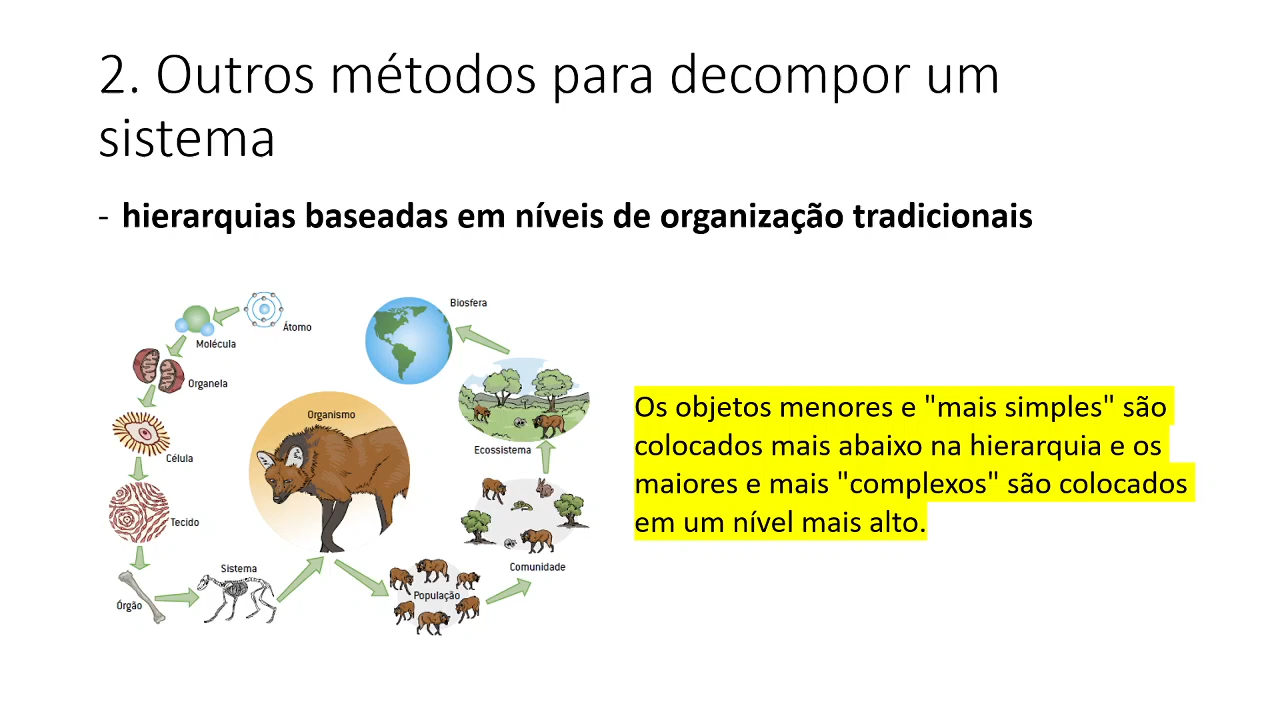 2. Outros métodos para decompor um
sistema
- hierarquias baseadas em níveis de organização tradicionais
Átomo
Molécula
Organela
Célula
Tecido
Órgão
Sistema
Organismo
População
Comunidade
Ecossistema
Biosfera
Os objetos menores e "mais simples" são
colocados mais abaixo na hierarquia e os
maiores e mais "complexos" são colocados
em um nível mais alto.